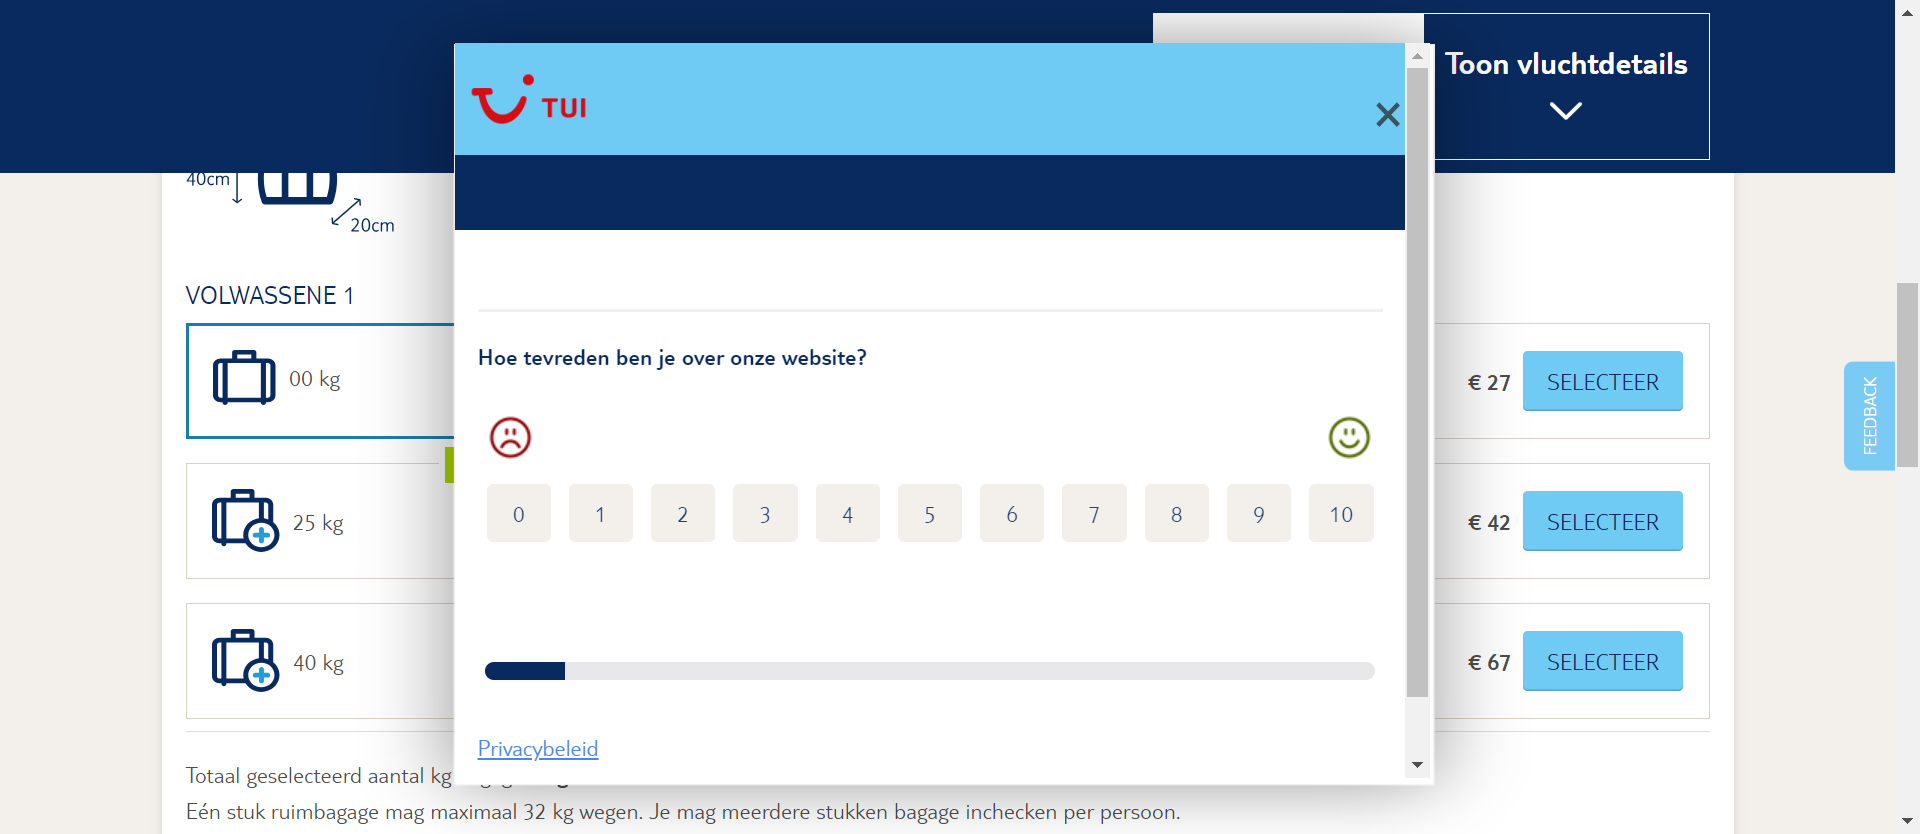 Toon vluchtdetails
TUI
40cm
20cm
VOLWASSENE 1
Hoe tevreden ben je over onze website?
00 kg
€ 27 SELECTEER
FEEDBACK
0 1 2 3 4 5 6 7 8 9 10
25 kg
€ 42 SELECTEER
40 kg
€ 67 SELECTEER
Privacybeleid
Totaal geselecteerd aantal kg
Eén stuk ruimbagage mag maximaal 32 kg wegen. Je mag meerdere stukken bagage inchecken per persoon.